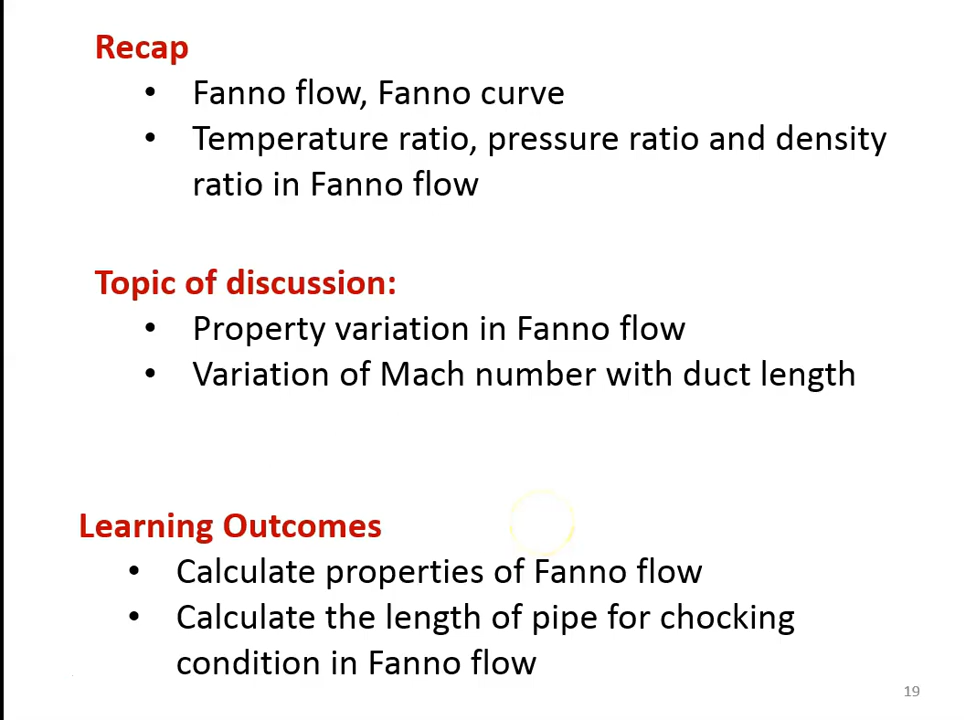 Recap
• Fanno flow, Fanno curve
• Temperature ratio, pressure ratio and density
ratio in Fanno flow
Topic of discussion:
• Property variation in Fanno flow
• Variation of Mach number with duct length
Learning Outcomes
• Calculate properties of Fanno flow
• Calculate the length of pipe for chocking
condition in Fanno flow
19